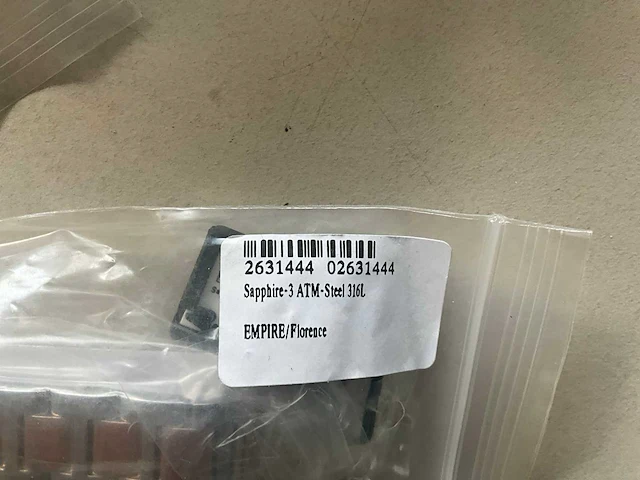 2631444 02631444
Sapphire-3 ATM-Steel 316L
EMPIRE/Florence